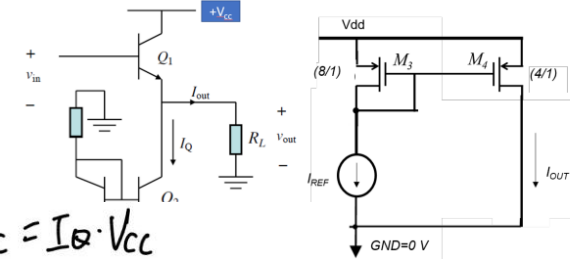 +Vcc
Vdd
+
Q1
(8/1)
M3
M4
(4/1)
vin
−
Iout
+
IQ
RL
vout
−
IREF
IOUT
= IQ · Vcc
GND=0 V